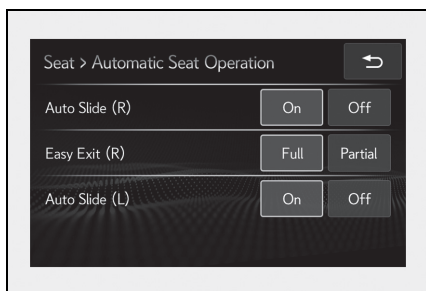 Seat > Automatic Seat Operation
Auto Slide (R) On Off
Easy Exit (R) Full Partial
Auto Slide (L) On Off